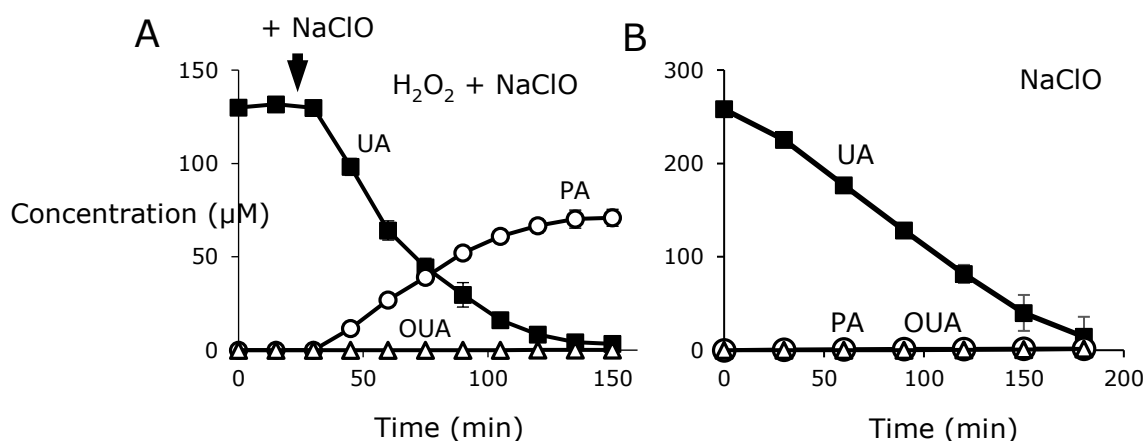 A
+ NaClO
H₂O₂ + NaClO
150
100
50
0
Concentration (µM)
UA
PA
OUA
0
50
100
150
Time (min)
B
NaClO
300
200
100
0
UA
PA
OUA
0
50
100
150
200
Time (min)